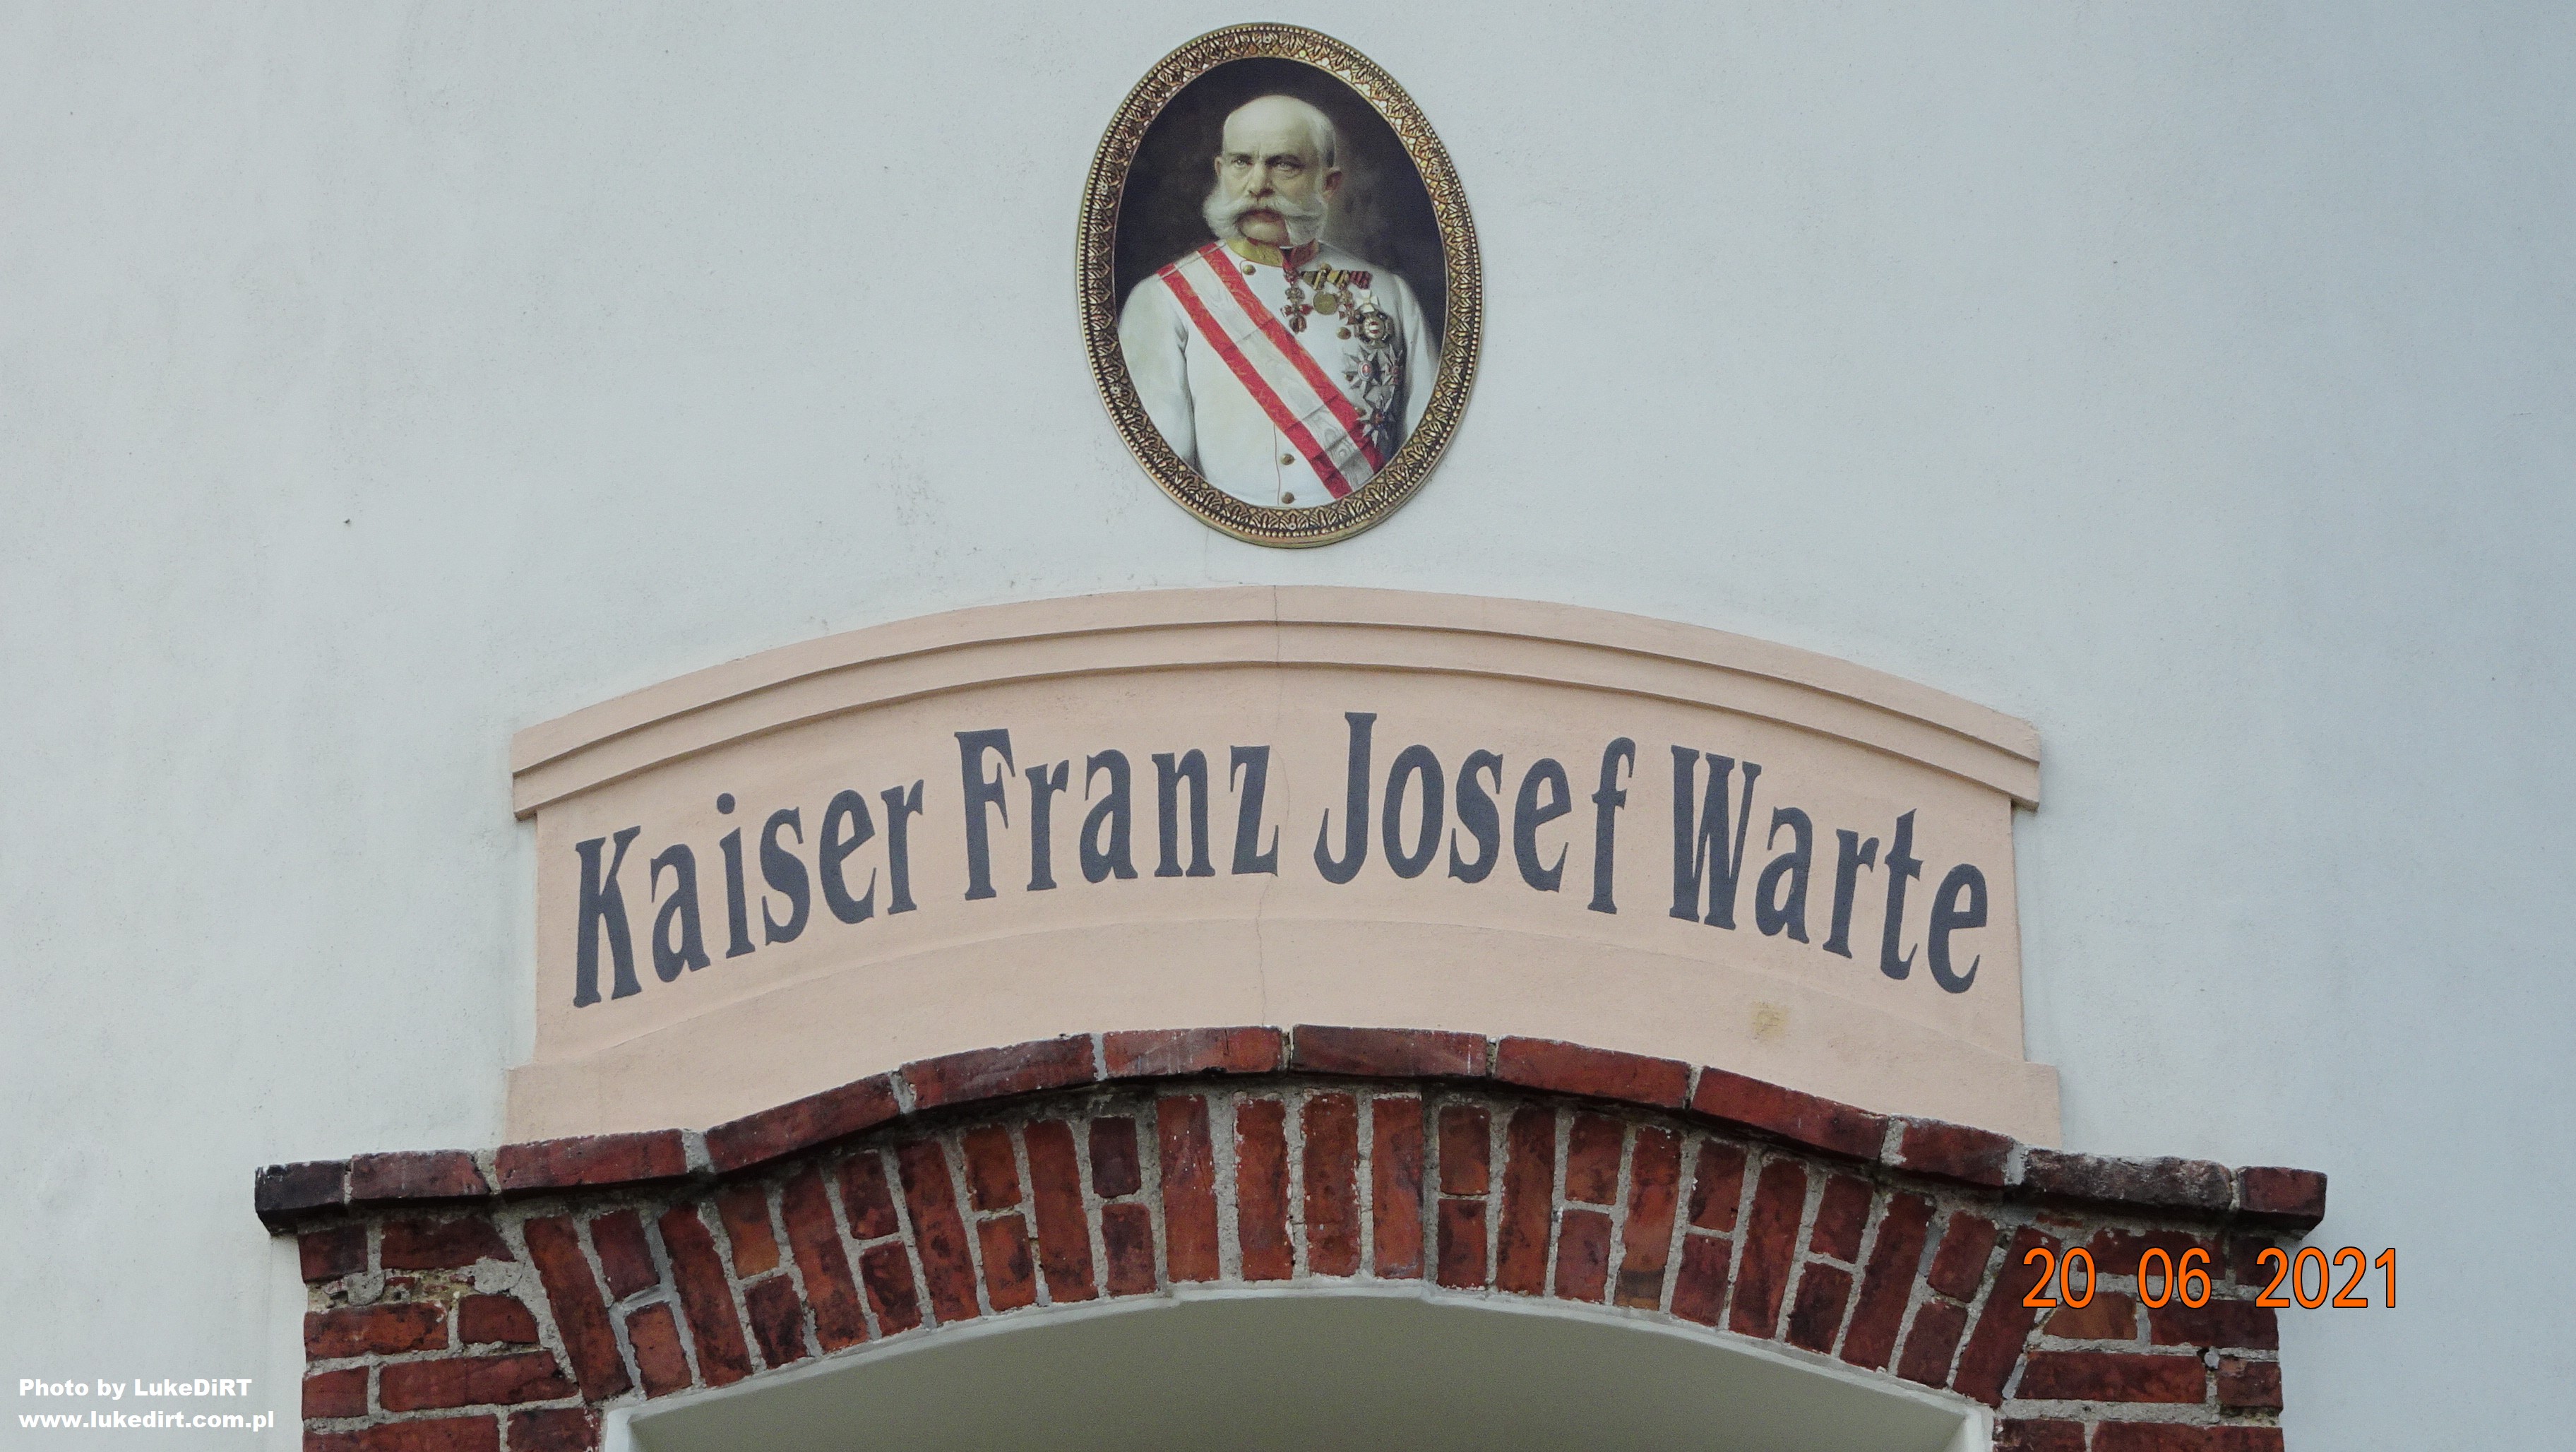 Kaiser Franz Josef Warte
20 06 2021
Photo by LukeDiRT
www.lukedirt.com.pl